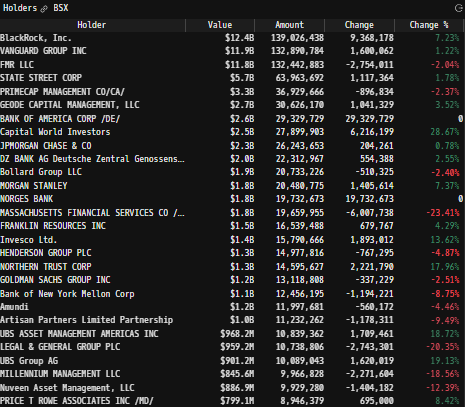 Holders BSX
Holder Value Amount Change Change %
BlackRock, Inc. $12.4B 139,026,438 9,368,178 7.23%
VANGUARD GROUP INC $11.9B 132,890,784 1,600,062 1.22%
FMR LLC $11.8B 132,442,883 -2,754,011 -2.04%
STATE STREET CORP $5.7B 63,963,692 1,117,364 1.78%
PRIMECAP MANAGEMENT CO/CA/ $3.3B 36,929,666 -896,834 -2.37%
GEODE CAPITAL MANAGEMENT, LLC $2.7B 30,626,170 1,041,329 3.52%
BANK OF AMERICA CORP /DE/ $2.6B 29,329,729 29,329,729 0
Capital World Investors $2.5B 27,899,903 6,216,199 28.67%
JPMORGAN CHASE & CO $2.3B 26,243,653 204,261 0.78%
DZ BANK AG Deutsche Zentral Genossens… $2.0B 22,312,967 554,388 2.55%
Bollard Group LLC $1.9B 20,733,226 -510,325 -2.40%
MORGAN STANLEY $1.8B 20,480,775 1,405,614 7.37%
NORGES BANK $1.8B 19,732,673 19,732,673 0
MASSACHUSETTS FINANCIAL SERVICES CO /… $1.8B 19,659,955 -6,007,738 -23.41%
FRANKLIN RESOURCES INC $1.5B 16,539,488 679,767 4.29%
Invesco Ltd. $1.4B 15,790,666 1,893,012 13.62%
HENDERSON GROUP PLC $1.3B 14,977,816 -767,295 -4.87%
NORTHERN TRUST CORP $1.3B 14,595,627 2,221,790 17.96%
GOLDMAN SACHS GROUP INC $1.2B 13,118,808 -337,229 -2.51%
Bank of New York Mellon Corp $1.1B 12,456,195 -1,194,221 -8.75%
Amundi $1.2B 11,997,681 -560,172 -4.46%
Artisan Partners Limited Partnership $1.0B 11,232,262 -1,178,311 -9.49%
UBS ASSET MANAGEMENT AMERICAS INC $968.2M 10,839,362 1,709,461 18.72%
LEGAL & GENERAL GROUP PLC $959.2M 10,738,806 -2,743,301 -20.35%
UBS Group AG $901.2M 10,089,043 1,620,019 19.13%
MILLENNIUM MANAGEMENT LLC $845.6M 9,966,828 -2,271,604 -18.56%
Nuveen Asset Management, LLC $886.9M 9,929,280 -1,404,182 -12.39%
PRICE T ROWE ASSOCIATES INC /MD/ $799.1M 8,946,379 695,000 8.42%